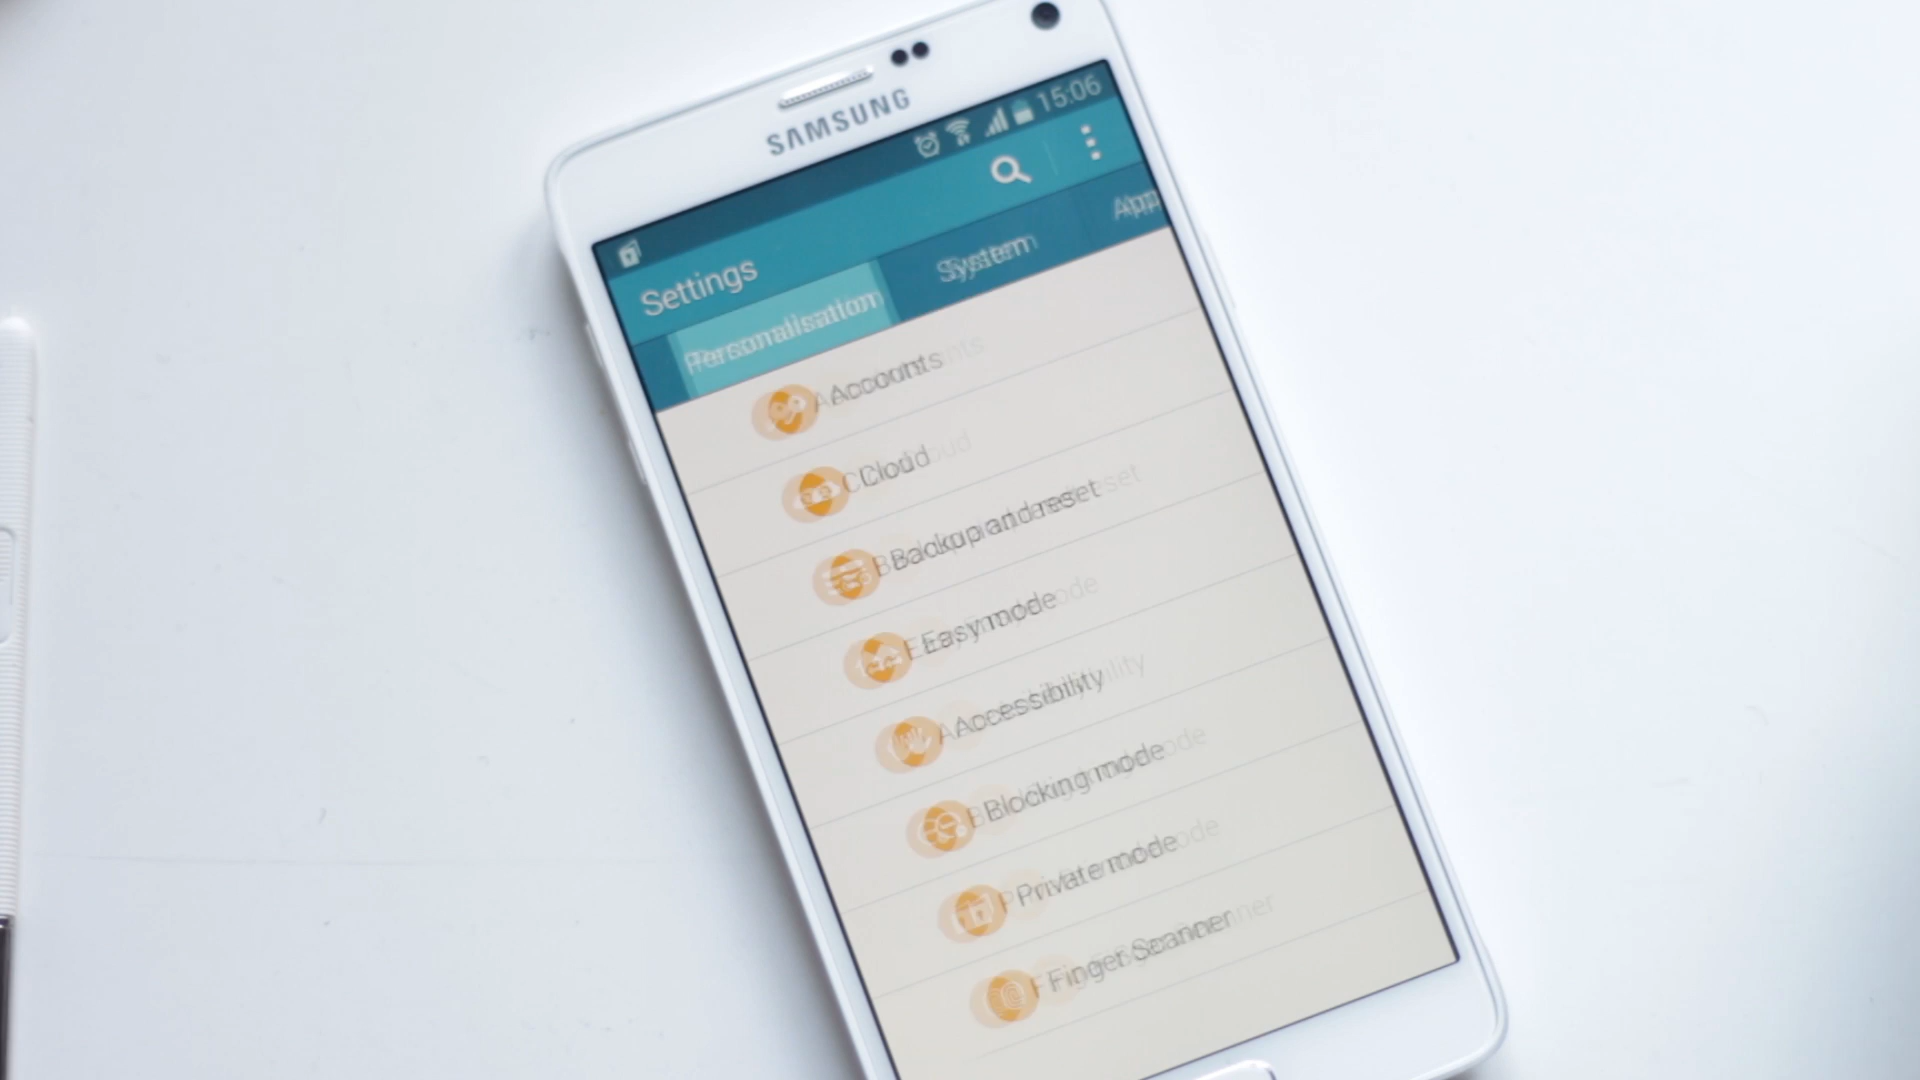 SAMSUNG
15:06
Settings
Personalisation System App
Accounts
Cloud
Backup and reset
Easy mode
Accessibility
Blocking mode
Private mode
Finger Scanner